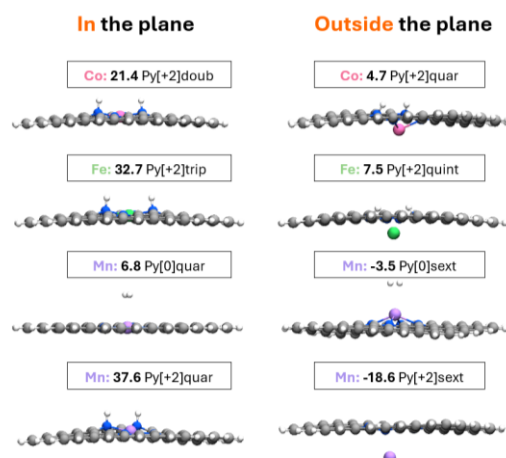 In the plane
Outside the plane
Co: 21.4 Py[+2]doub
Co: 4.7 Py[+2]quar
Fe: 32.7 Py[+2]trip
Fe: 7.5 Py[+2]quint
Mn: 6.8 Py[0]quar
Mn: -3.5 Py[0]sext
Mn: 37.6 Py[+2]quar
Mn: -18.6 Py[+2]sext